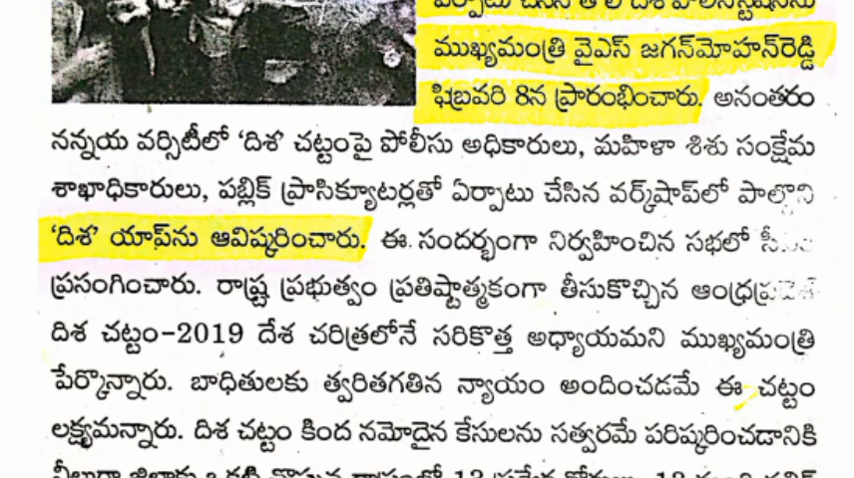 ముఖ్యమంత్రి వైఎస్ జగన్‌మోహన్‌రెడ్డి
ఫిబ్రవరి 8న ప్రారంభించారు. అనంతరం
నన్నయ వర్సిటీలో ‘దిశ’ చట్టంపై పోలీసు అధికారులు, మహిళా శిశు సంక్షేమ
శాఖాధికారులు, పబ్లిక్ ప్రాసిక్యూటర్లతో ఏర్పాటు చేసిన వర్క్‌షాప్‌లో పాల్గొని
‘దిశ’ యాప్‌ను ఆవిష్కరించారు. ఈ సందర్భంగా నిర్వహించిన సభలో
ప్రసంగించారు. రాష్ట్ర ప్రభుత్వం ప్రతిష్టాత్మకంగా తీసుకొచ్చిన
దిశ చట్టం-2019 దేశ చరిత్రలోనే సరికొత్త అధ్యాయమని ముఖ్యమంత్రి
పేర్కొన్నారు. బాధితులకు త్వరితగతిన న్యాయం అందించడమే ఈ చట్టం
లక్ష్యమన్నారు. దిశ చట్టం కింద నమోదైన కేసులను సత్వరమే పరిష్కరించడానికి